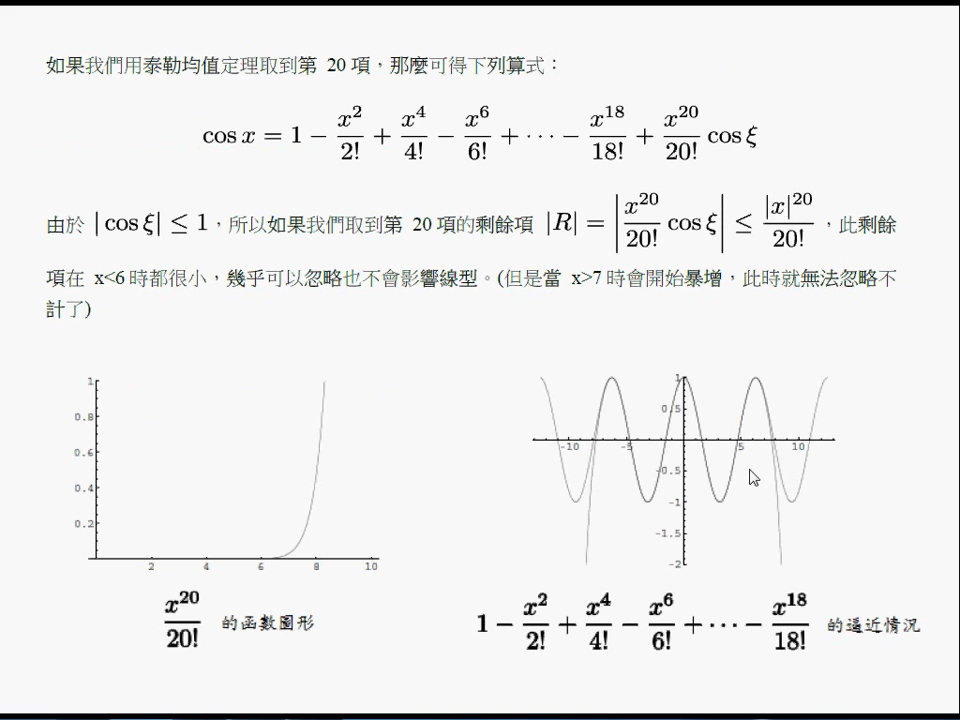 如果我們用泰勒均值定理取到第 20 項，那麼可得下列算式：
cos x = 1 − x²/2! + x⁴/4! − x⁶/6! + ⋯ − x¹⁸/18! + x²⁰/20! cos ξ
由於 |cos ξ| ≤ 1，所以如果我們取到第 20 項的剩餘項 |R| = |x²⁰/20! cos ξ| ≤ |x|²⁰/20!，此剩餘
項在 x<6 時都很小，幾乎可以忽略也不會影響線型。(但是當 x>7 時會開始暴增，此時就無法忽略不
計了)
1
0.8
0.6
0.4
0.2
2 4 6 8 10
1
0.5
-10 -5 5 10
-0.5
-1
-1.5
-2
x²⁰/20! 的函數圖形
1 − x²/2! + x⁴/4! − x⁶/6! + ⋯ − x¹⁸/18! 的逼近情況